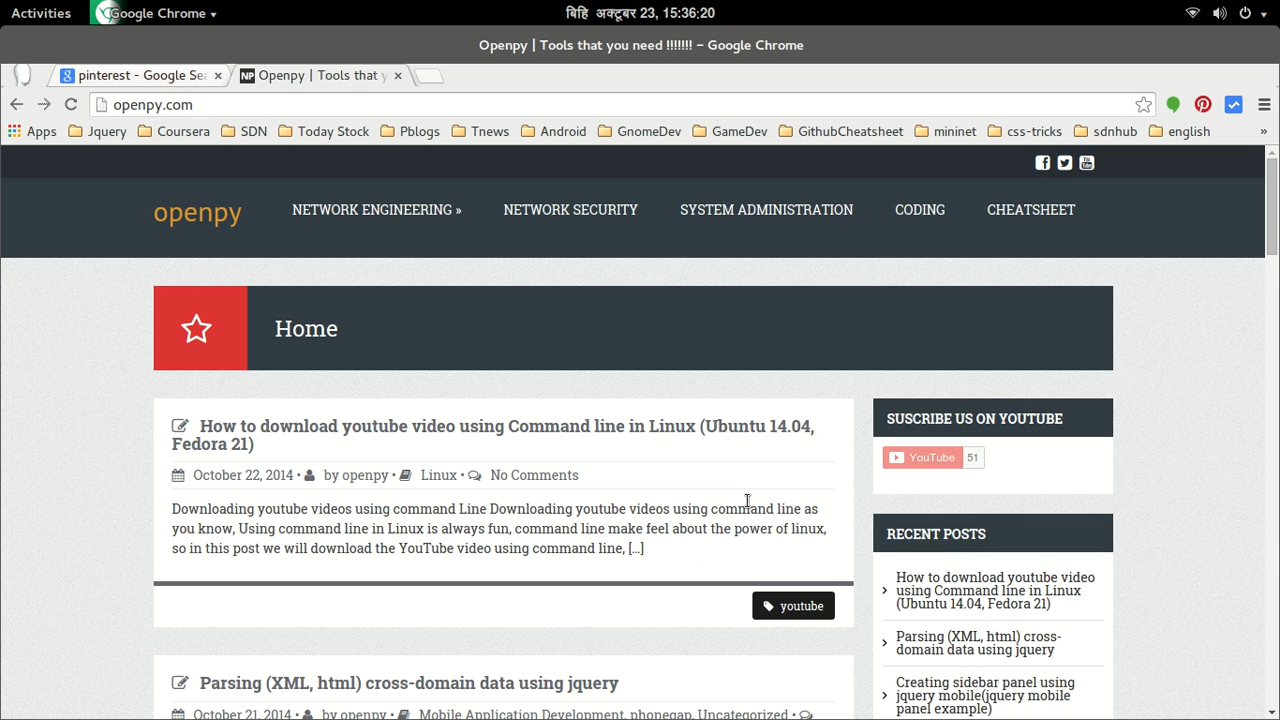 Activities Google Chrome बिहि अक्टूबर 23, 15:36:20
Openpy | Tools that you need !!!!!!! – Google Chrome
pinterest - Google Sea × Openpy | Tools that y ×
openpy.com
Apps Jquery Coursera SDN Today Stock Pblogs Tnews Android GnomeDev GameDev GithubCheatsheet mininet css-tricks sdnhub english »
openpy NETWORK ENGINEERING » NETWORK SECURITY SYSTEM ADMINISTRATION CODING CHEATSHEET
Home
How to download youtube video using Command line in Linux (Ubuntu 14.04,
Fedora 21)
October 22, 2014 • by openpy • Linux • No Comments
Downloading youtube videos using command Line Downloading youtube videos using command line as
you know, Using command line in Linux is always fun, command line make feel about the power of linux,
so in this post we will download the YouTube video using command line, [...]
youtube
Parsing (XML, html) cross-domain data using jquery
October 21, 2014 • by openpy • Mobile Application Development, phonegap, Uncategorized •
SUSCRIBE US ON YOUTUBE
YouTube 51
RECENT POSTS
How to download youtube video
using Command line in Linux
(Ubuntu 14.04, Fedora 21)
Parsing (XML, html) cross-
domain data using jquery
Creating sidebar panel using
jquery mobile(jquery mobile
panel example)